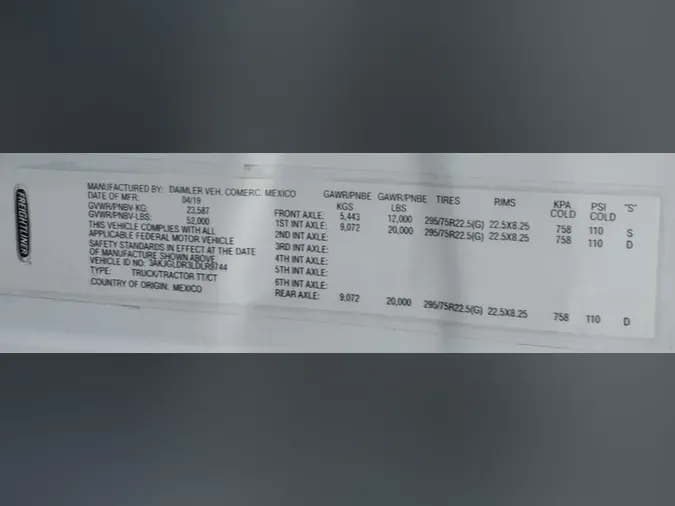 FREIGHTLINER
MANUFACTURED BY: DAIMLER VEH. COMERC. MEXICO
DATE OF MFR: 04/19
GVWR/PNBV-KG: 23,587
GVWR/PNBV-LBS: 52,000
THIS VEHICLE COMPLIES WITH ALL
APPLICABLE FEDERAL MOTOR VEHICLE
SAFETY STANDARDS IN EFFECT AT THE DATE
OF MANUFACTURE SHOWN ABOVE.
VEHICLE ID NO: 3AKJGLDR3LDLR9744
TYPE: TRUCK/TRACTOR TT/CT
COUNTRY OF ORIGIN: MEXICO
GAWR/PNBE GAWR/PNBE TIRES RIMS KPA PSI "S"
KGS LBS COLD COLD
FRONT AXLE: 5,443 12,000 295/75R22.5(G) 22.5X8.25 758 110 S
1ST INT AXLE: 9,072 20,000 295/75R22.5(G) 22.5X8.25 758 110 D
2ND INT AXLE:
3RD INT AXLE:
4TH INT AXLE:
5TH INT AXLE:
6TH INT AXLE:
REAR AXLE: 9,072 20,000 295/75R22.5(G) 22.5X8.25 758 110 D